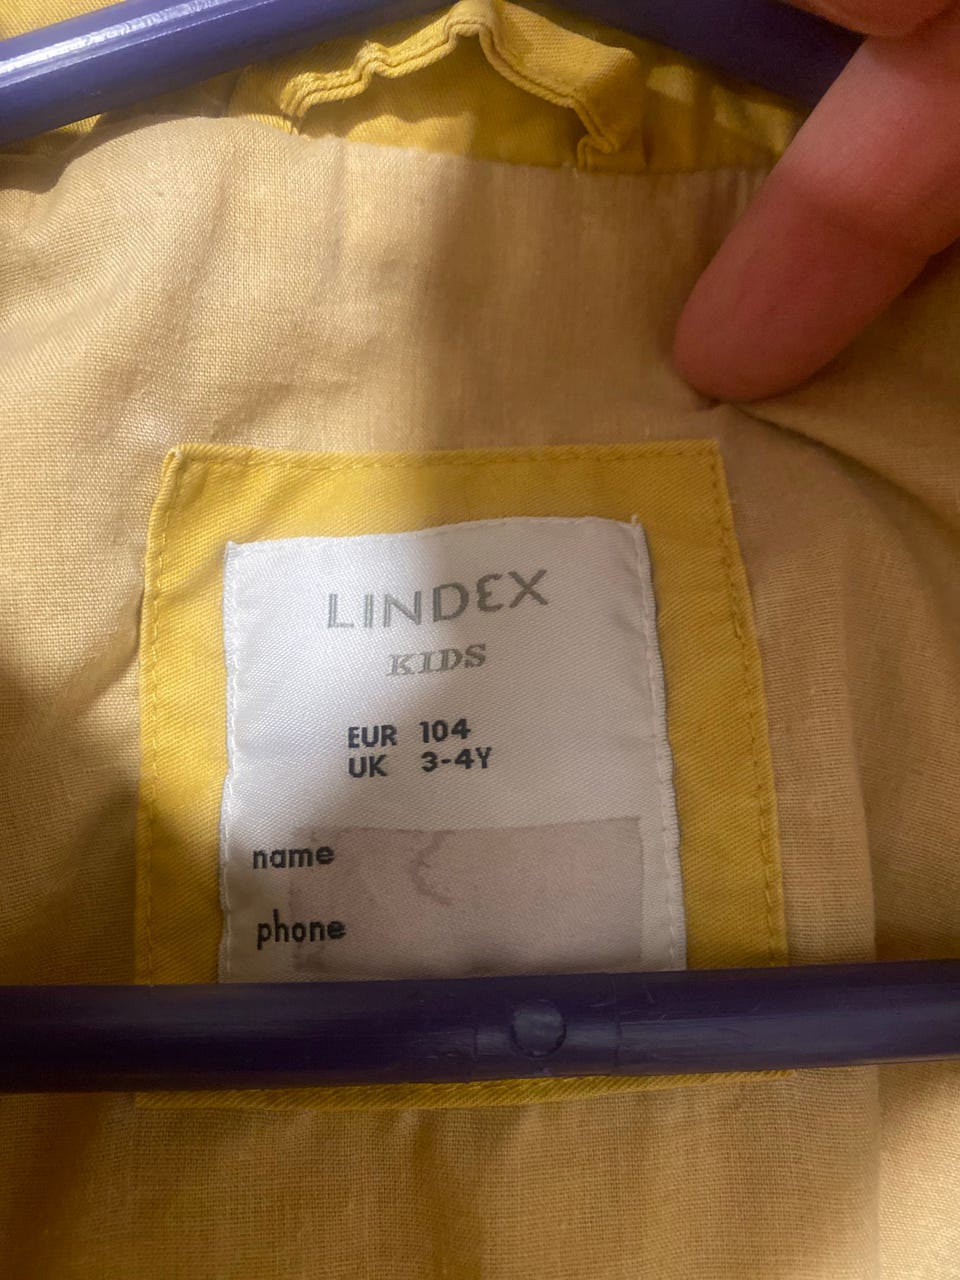 LINDEX
KIDS
EUR 104
UK 3-4Y
name
phone